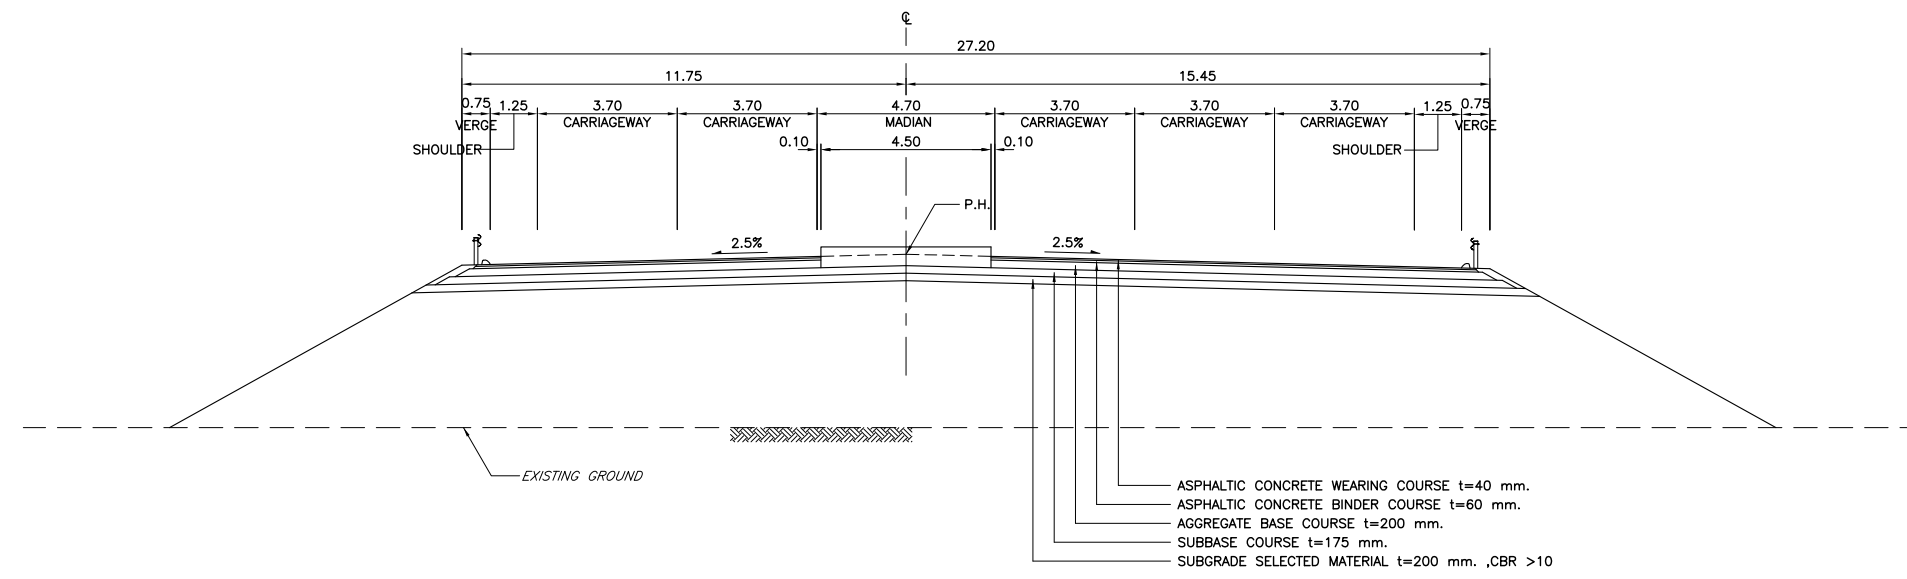 ℄
27.20
11.75 15.45
0.75 1.25 3.70 3.70 4.70 3.70 3.70 3.70 1.25 0.75
VERGE CARRIAGEWAY CARRIAGEWAY MADIAN CARRIAGEWAY CARRIAGEWAY CARRIAGEWAY VERGE
SHOULDER 0.10 4.50 0.10 SHOULDER
P.H.
2.5% 2.5%
EXISTING GROUND
ASPHALTIC CONCRETE WEARING COURSE t=40 mm.
ASPHALTIC CONCRETE BINDER COURSE t=60 mm.
AGGREGATE BASE COURSE t=200 mm.
SUBBASE COURSE t=175 mm.
SUBGRADE SELECTED MATERIAL t=200 mm. ,CBR >10